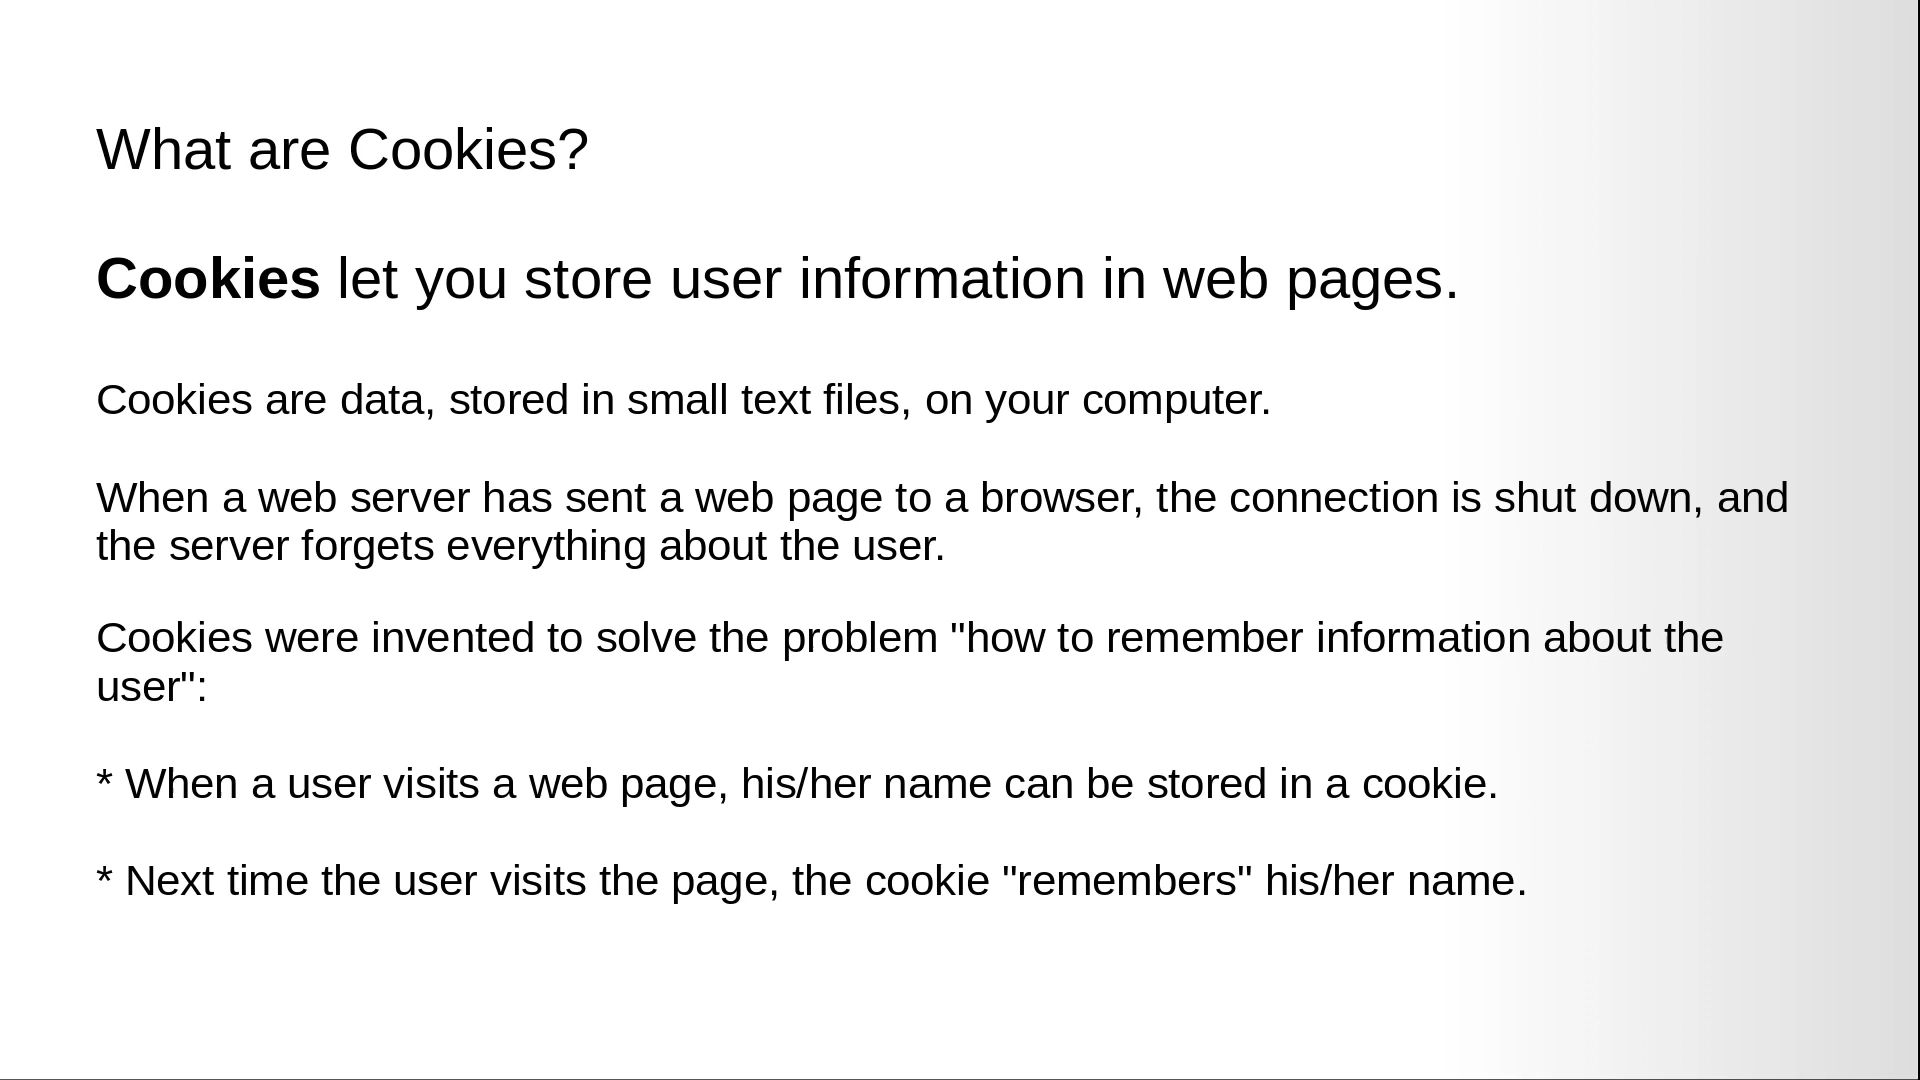 What are Cookies?
Cookies let you store user information in web pages.
Cookies are data, stored in small text files, on your computer.
When a web server has sent a web page to a browser, the connection is shut down, and
the server forgets everything about the user.
Cookies were invented to solve the problem "how to remember information about the
user":
* When a user visits a web page, his/her name can be stored in a cookie.
* Next time the user visits the page, the cookie "remembers" his/her name.